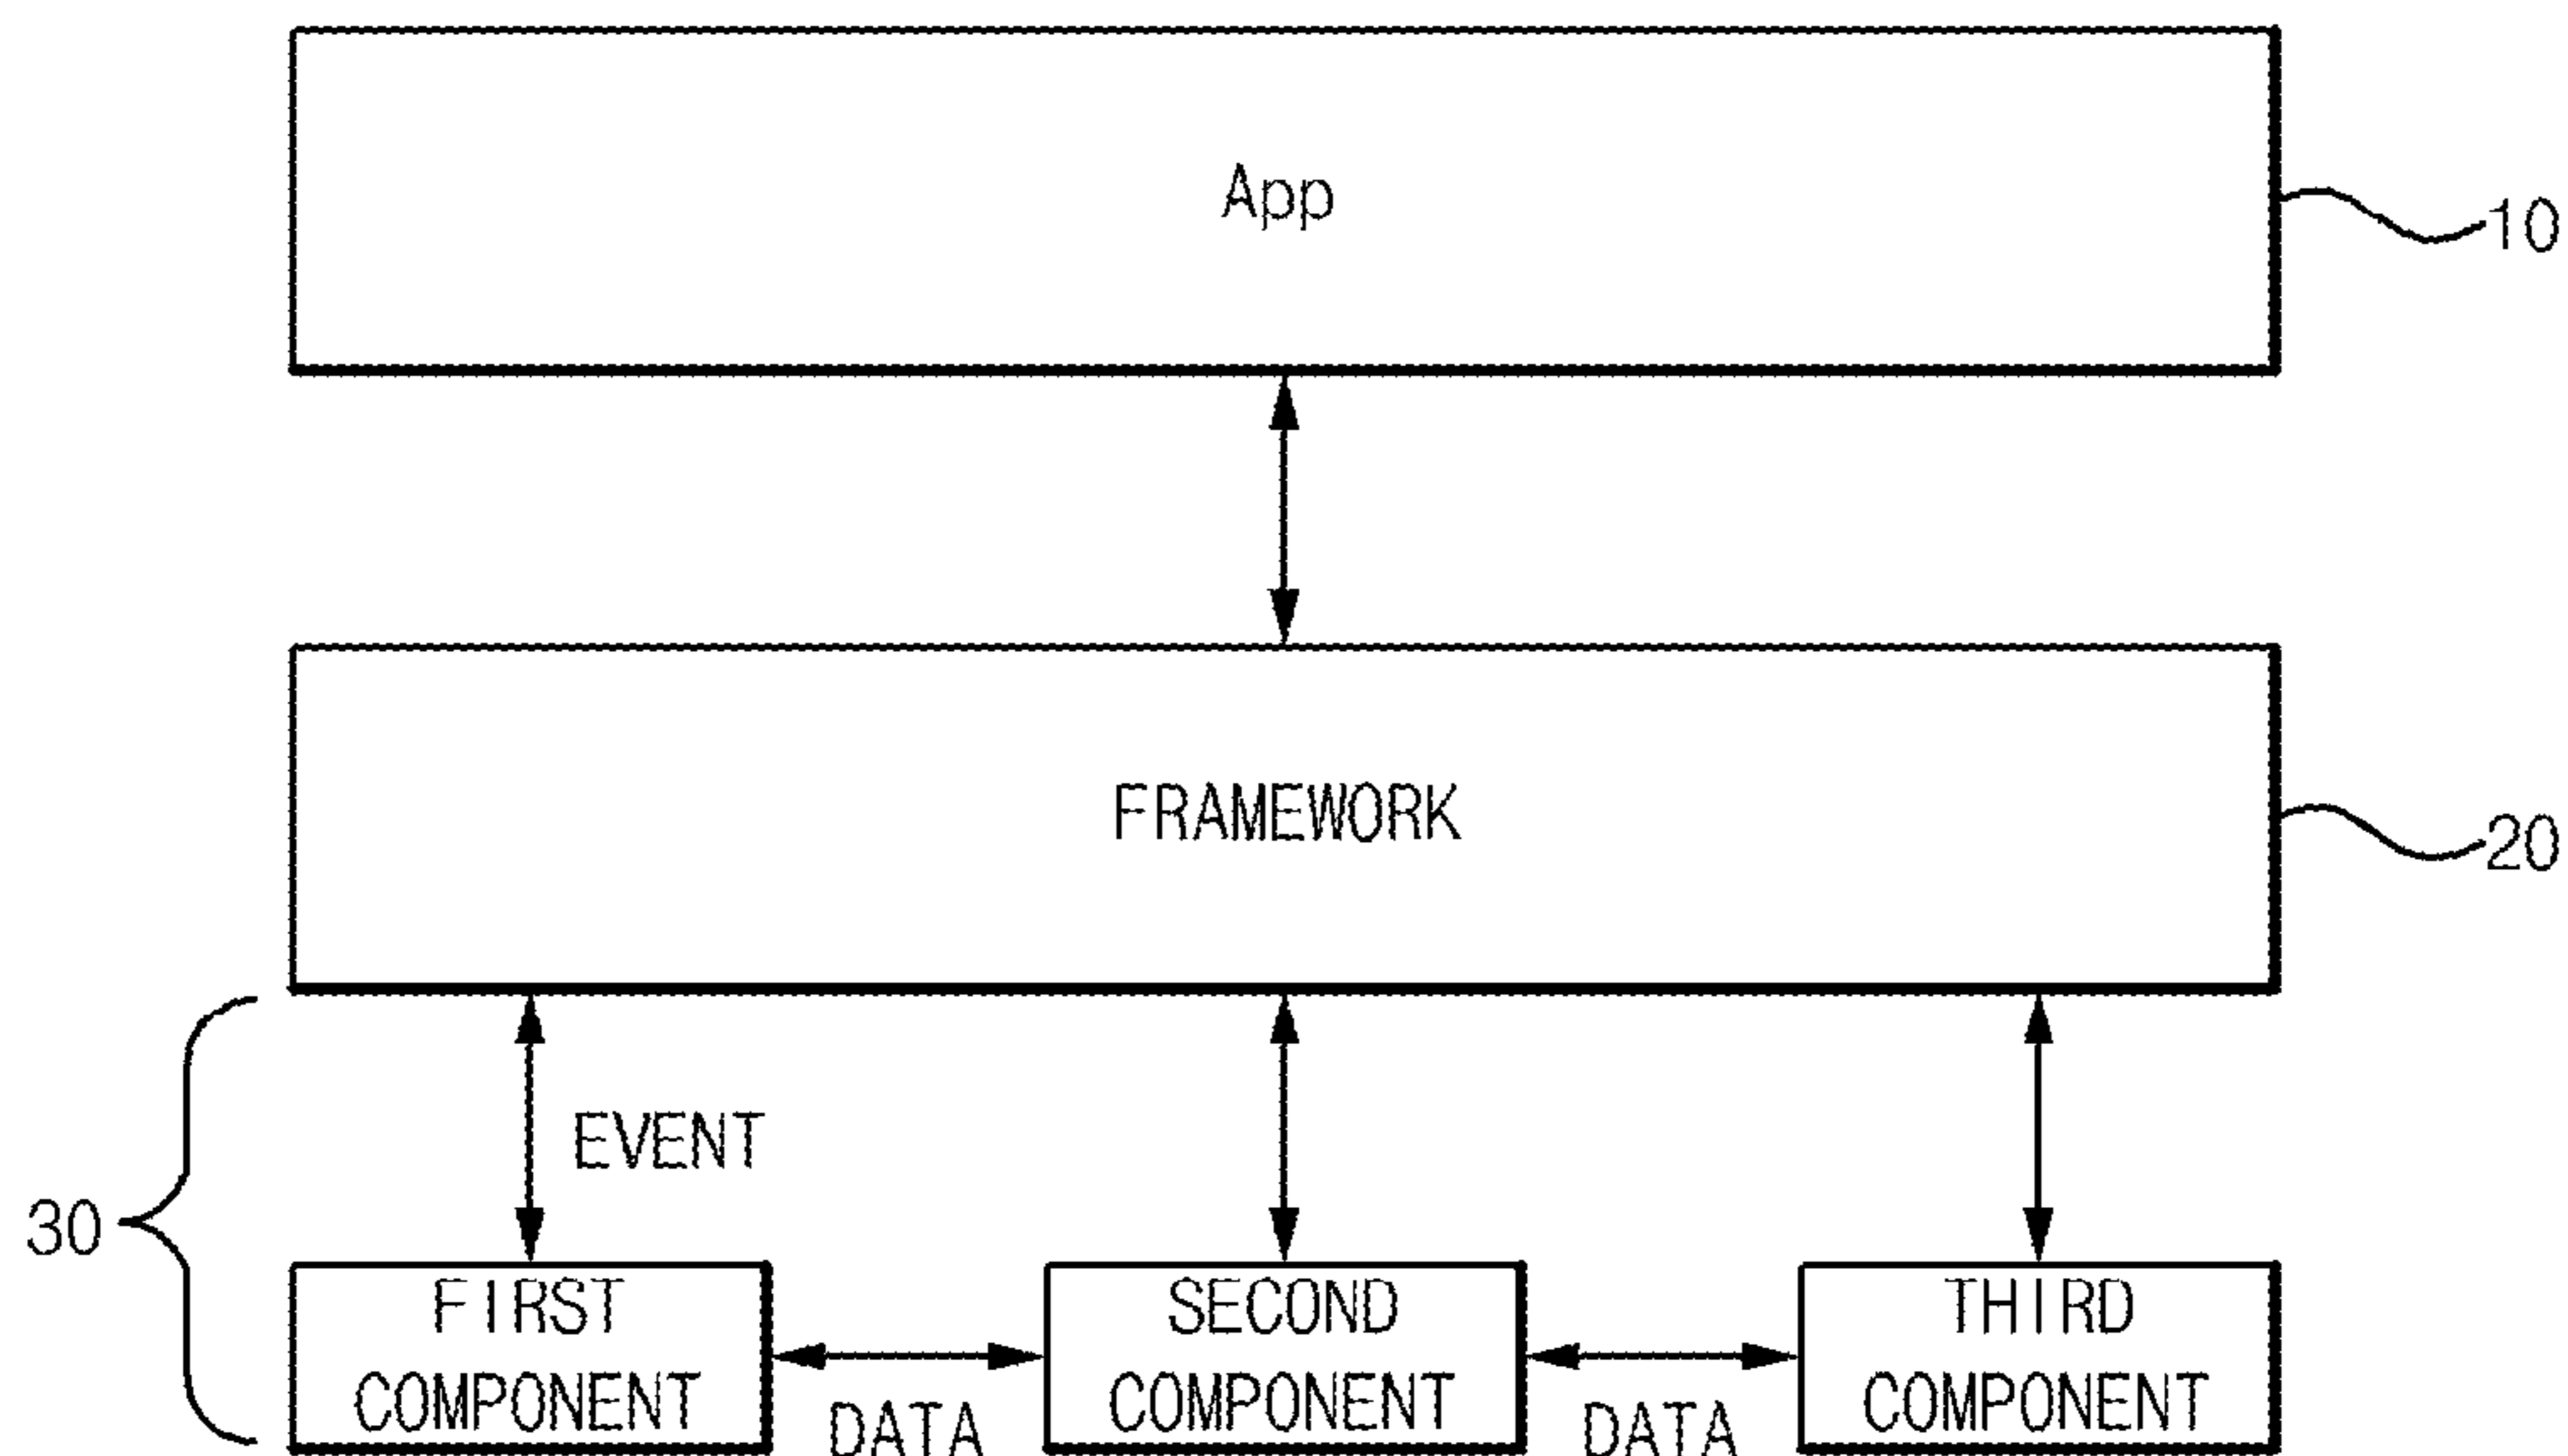 App
10
FRAMEWORK
20
EVENT
30
FIRST
COMPONENT
DATA
SECOND
COMPONENT
DATA
THIRD
COMPONENT